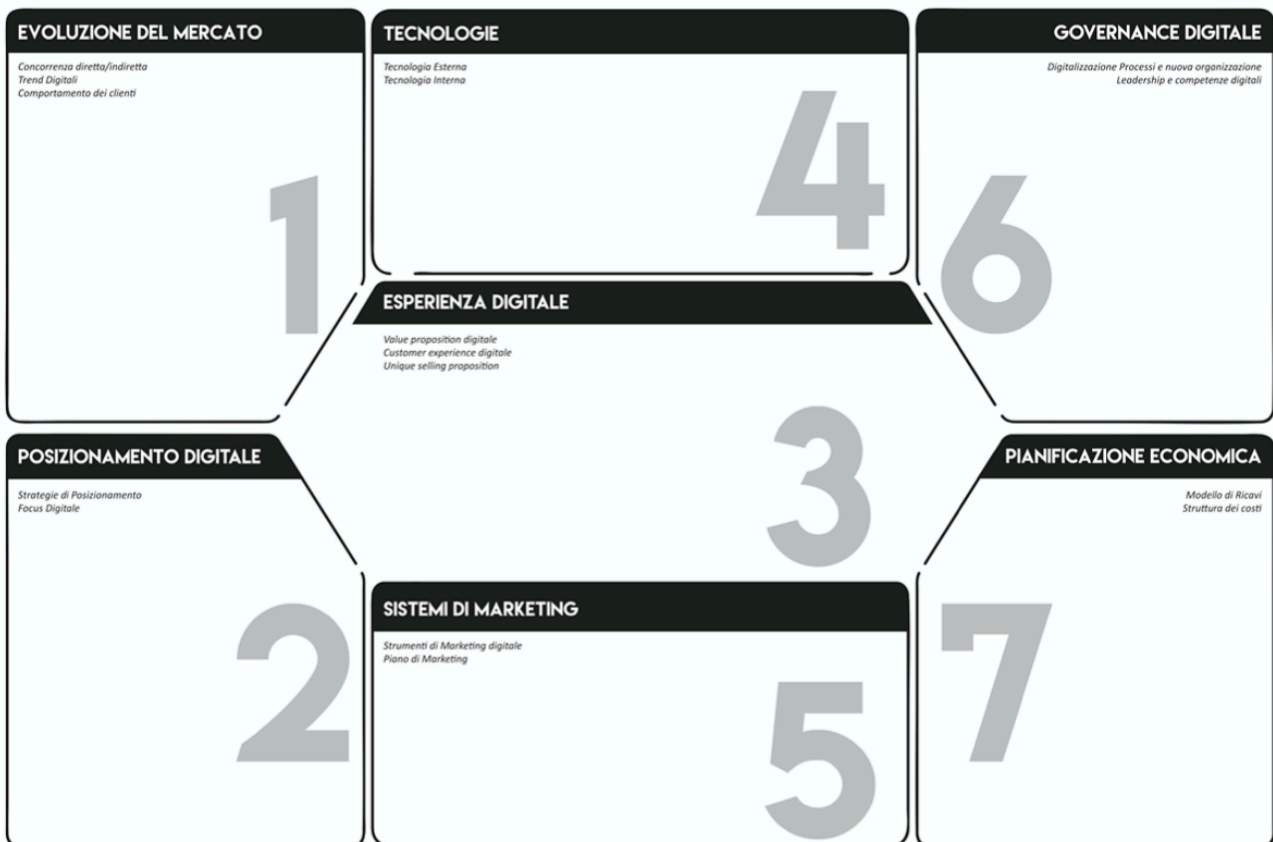 EVOLUZIONE DEL MERCATO
Concorrenza diretta/indiretta
Trend Digitali
Comportamento dei clienti
1
POSIZIONAMENTO DIGITALE
Strategie di Posizionamento
Focus Digitale
2
ESPERIENZA DIGITALE
Value proposition digitale
Customer experience digitale
Unique selling proposition
3
TECNOLOGIE
Tecnologia Esterna
Tecnologia Interna
4
SISTEMI DI MARKETING
Strumenti di Marketing digitale
Piano di Marketing
5
GOVERNANCE DIGITALE
Digitalizzazione Processi e nuova organizzazione
Leadership e competenze digitali
6
PIANIFICAZIONE ECONOMICA
Modello di Ricavi
Struttura dei costi
7